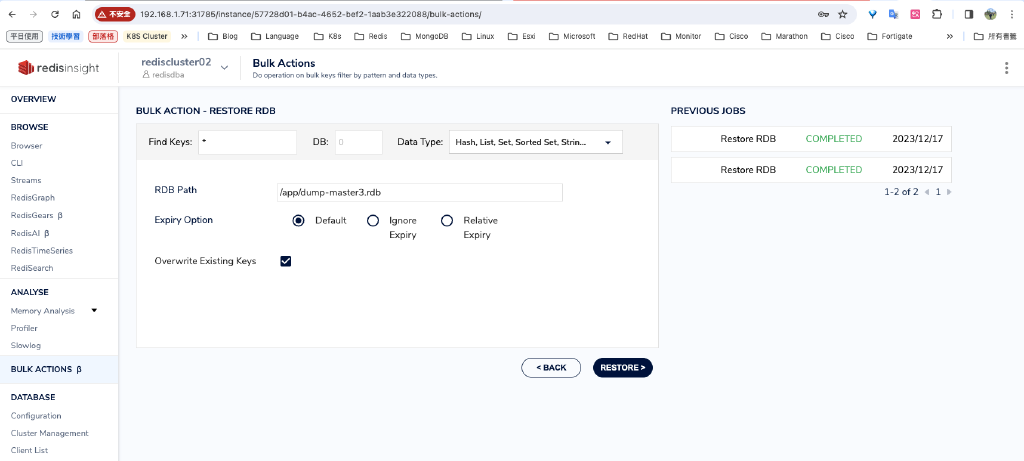 不安全
192.168.1.71:31785/instance/57728d01-b4ac-4652-bef2-1aab3e322088/bulk-actions/
平日使用 技術學習 部落格 K8S Cluster » Blog Language K8s Redis MongoDB Linux Esxi Microsoft RedHat Monitor Cisco Marathon Cisco Fortigate » 所有書籤
redisinsight
rediscluster02
redisdba
Bulk Actions
Do operation on bulk keys filter by pattern and data types.
OVERVIEW
BROWSE
Browser
CLI
Streams
RedisGraph
RedisGears β
RedisAI β
RedisTimeSeries
RediSearch
ANALYSE
Memory Analysis
Profiler
Slowlog
BULK ACTIONS β
DATABASE
Configuration
Cluster Management
Client List
BULK ACTION - RESTORE RDB
Find Keys: * DB: 0 Data Type: Hash, List, Set, Sorted Set, Strin...
RDB Path /app/dump-master3.rdb
Expiry Option Default Ignore Expiry Relative Expiry
Overwrite Existing Keys
< BACK RESTORE >
PREVIOUS JOBS
Restore RDB COMPLETED 2023/12/17
Restore RDB COMPLETED 2023/12/17
1-2 of 2 1